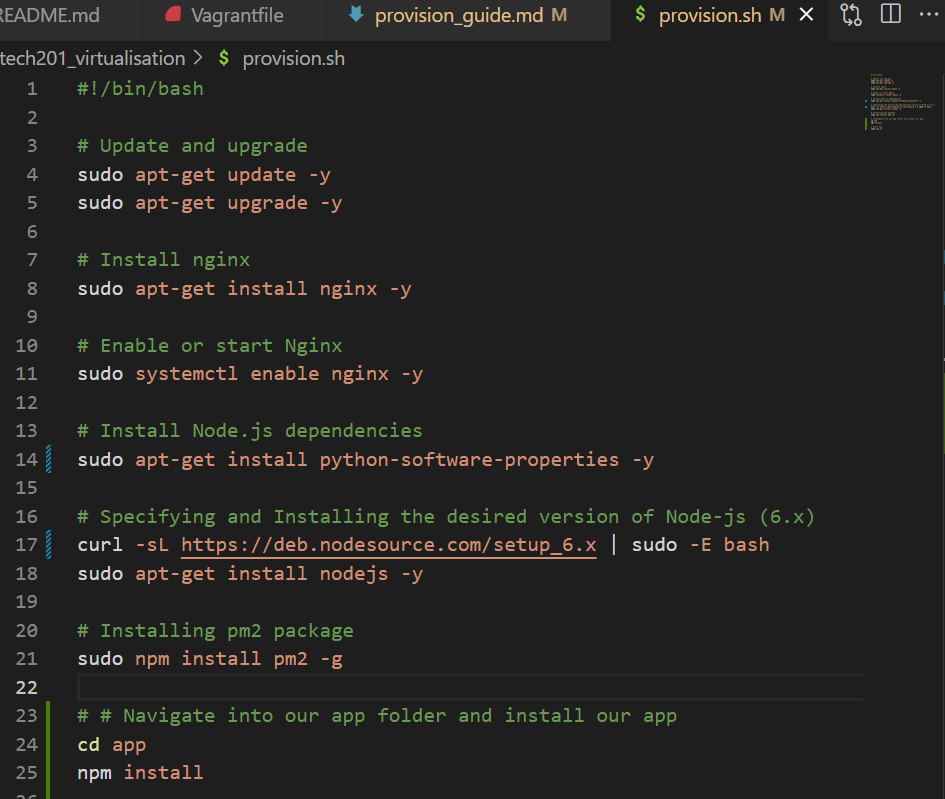 README.md Vagrantfile provision_guide.md M $ provision.sh M
tech201_virtualisation > $ provision.sh
1 #!/bin/bash
2
3 # Update and upgrade
4 sudo apt-get update -y
5 sudo apt-get upgrade -y
6
7 # Install nginx
8 sudo apt-get install nginx -y
9
10 # Enable or start Nginx
11 sudo systemctl enable nginx -y
12
13 # Install Node.js dependencies
14 sudo apt-get install python-software-properties -y
15
16 # Specifying and Installing the desired version of Node-js (6.x)
17 curl -sL https://deb.nodesource.com/setup_6.x | sudo -E bash
18 sudo apt-get install nodejs -y
19
20 # Installing pm2 package
21 sudo npm install pm2 -g
22
23 # # Navigate into our app folder and install our app
24 cd app
25 npm install